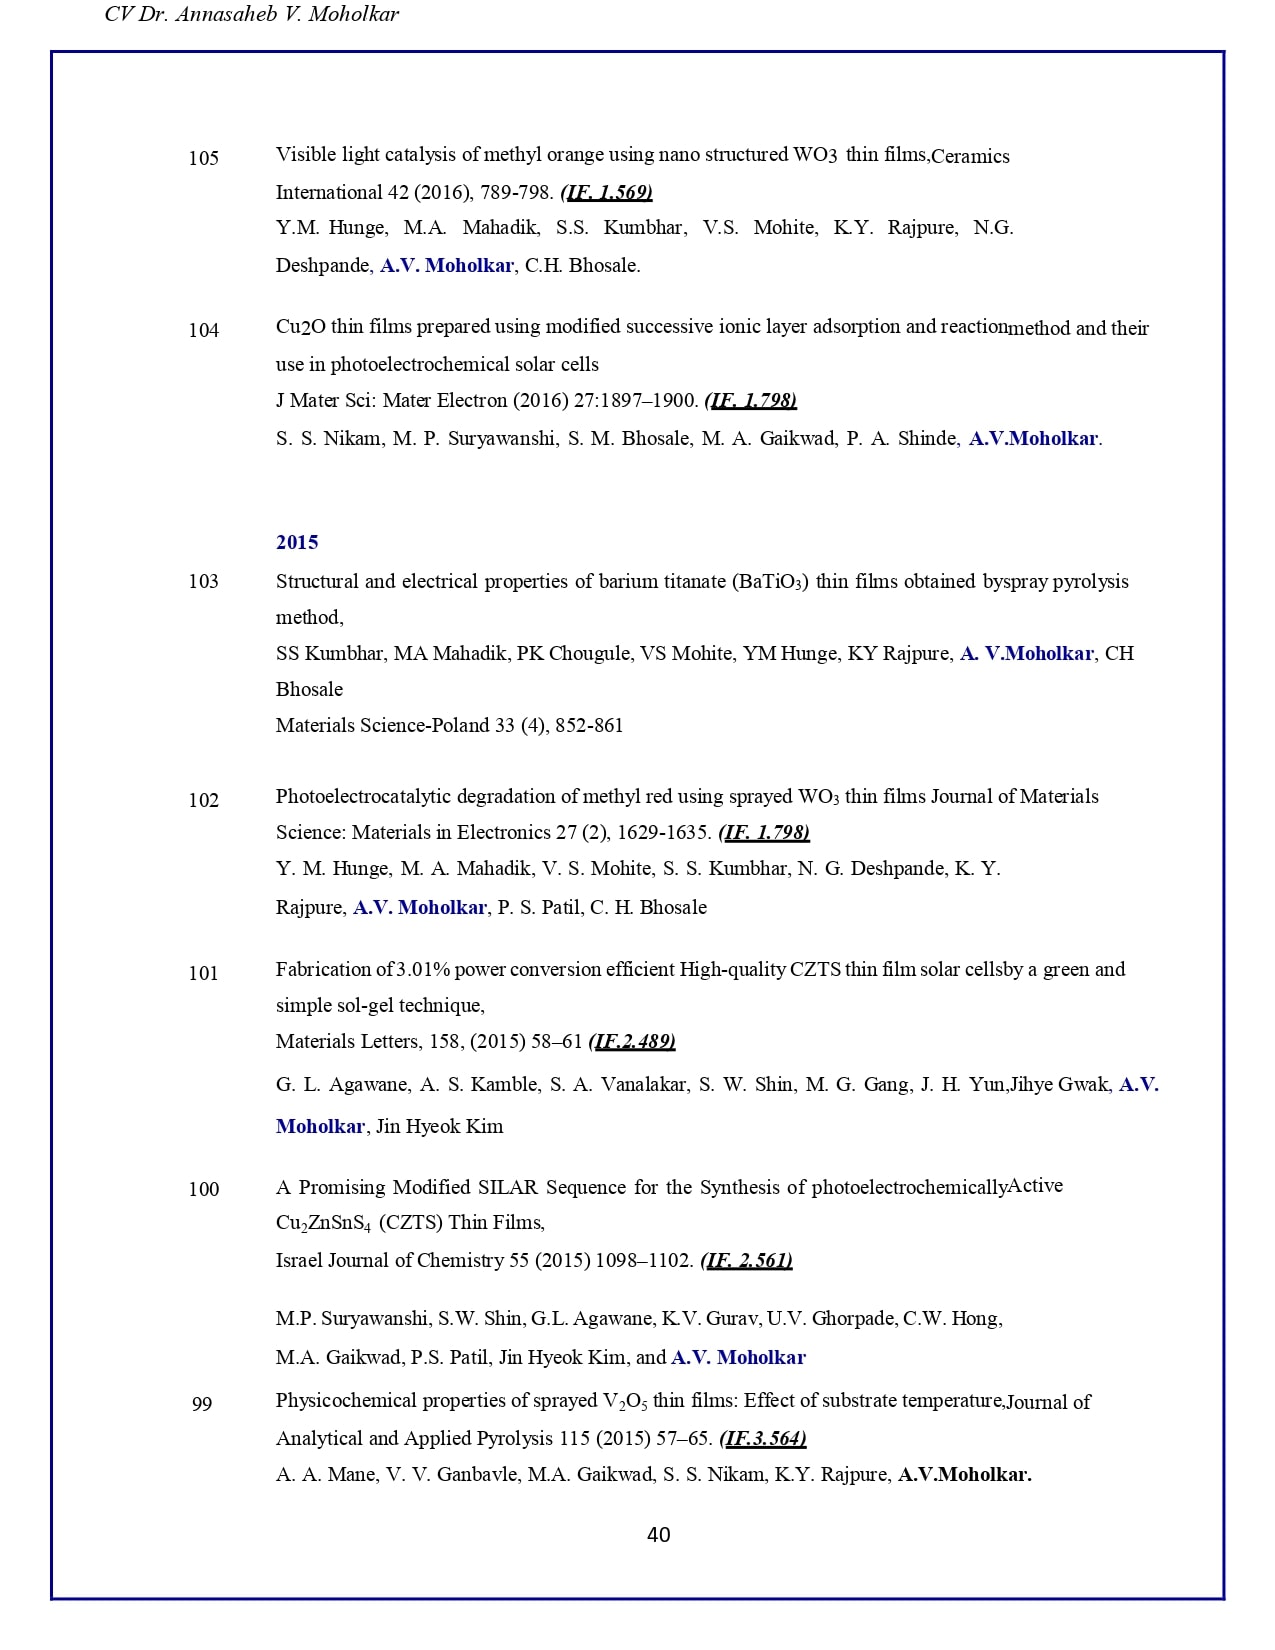 CV Dr. Annasaheb V. Moholkar
105 Visible light catalysis of methyl orange using nano structured WO3 thin films,Ceramics
International 42 (2016), 789-798. (IF. 1.569)
Y.M. Hunge, M.A. Mahadik, S.S. Kumbhar, V.S. Mohite, K.Y. Rajpure, N.G.
Deshpande, A.V. Moholkar, C.H. Bhosale.
104 Cu2O thin films prepared using modified successive ionic layer adsorption and reactionmethod and their
use in photoelectrochemical solar cells
J Mater Sci: Mater Electron (2016) 27:1897–1900. (IF. 1.798)
S. S. Nikam, M. P. Suryawanshi, S. M. Bhosale, M. A. Gaikwad, P. A. Shinde, A.V.Moholkar.
2015
103 Structural and electrical properties of barium titanate (BaTiO₃) thin films obtained byspray pyrolysis
method,
SS Kumbhar, MA Mahadik, PK Chougule, VS Mohite, YM Hunge, KY Rajpure, A. V.Moholkar, CH
Bhosale
Materials Science-Poland 33 (4), 852-861
102 Photoelectrocatalytic degradation of methyl red using sprayed WO₃ thin films Journal of Materials
Science: Materials in Electronics 27 (2), 1629-1635. (IF. 1.798)
Y. M. Hunge, M. A. Mahadik, V. S. Mohite, S. S. Kumbhar, N. G. Deshpande, K. Y.
Rajpure, A.V. Moholkar, P. S. Patil, C. H. Bhosale
101 Fabrication of 3.01% power conversion efficient High-quality CZTS thin film solar cellsby a green and
simple sol-gel technique,
Materials Letters, 158, (2015) 58–61 (IF.2.489)
G. L. Agawane, A. S. Kamble, S. A. Vanalakar, S. W. Shin, M. G. Gang, J. H. Yun,Jihye Gwak, A.V.
Moholkar, Jin Hyeok Kim
100 A Promising Modified SILAR Sequence for the Synthesis of photoelectrochemicallyActive
Cu₂ZnSnS₄ (CZTS) Thin Films,
Israel Journal of Chemistry 55 (2015) 1098–1102. (IF. 2.561)
M.P. Suryawanshi, S.W. Shin, G.L. Agawane, K.V. Gurav, U.V. Ghorpade, C.W. Hong,
M.A. Gaikwad, P.S. Patil, Jin Hyeok Kim, and A.V. Moholkar
99 Physicochemical properties of sprayed V₂O₅ thin films: Effect of substrate temperature,Journal of
Analytical and Applied Pyrolysis 115 (2015) 57–65. (IF.3.564)
A. A. Mane, V. V. Ganbavle, M.A. Gaikwad, S. S. Nikam, K.Y. Rajpure, A.V.Moholkar.
40